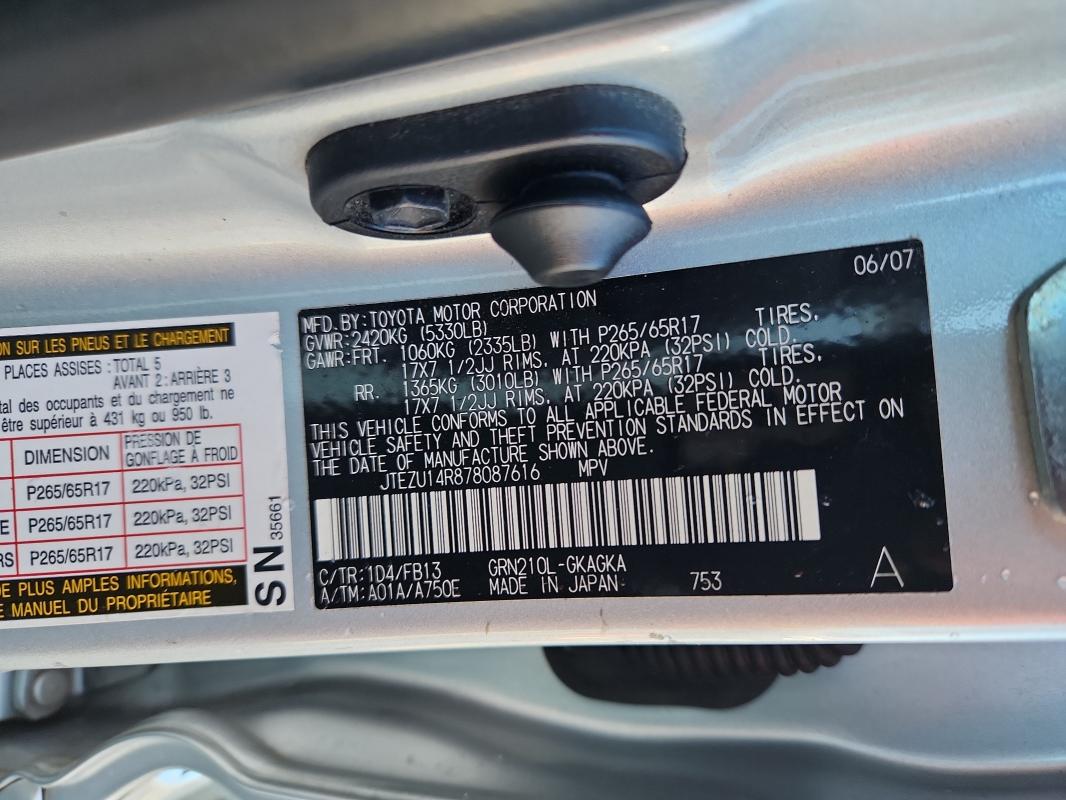 ON SUR LES PNEUS ET LE CHARGEMENT
PLACES ASSISES : TOTAL 5
AVANT 2 : ARRIÈRE 3
tal des occupants et du chargement ne
être supérieur à 431 kg ou 950 lb.
DIMENSION PRESSION DE GONFLAGE À FROID
P265/65R17 220kPa, 32PSI
E P265/65R17 220kPa, 32PSI
RS P265/65R17 220kPa, 32PSI
DE PLUS AMPLES INFORMATIONS,
E MANUEL DU PROPRIÉTAIRE
SN 35661
06/07
MFD. BY: TOYOTA MOTOR CORPORATION
GVWR: 2420KG (5330LB)
GAWR: FRT. 1060KG (2335LB) WITH P265/65R17 TIRES,
17X7 1/2JJ RIMS, AT 220KPA (32PSI) COLD.
RR. 1365KG (3010LB) WITH P265/65R17 TIRES,
17X7 1/2JJ RIMS, AT 220KPA (32PSI) COLD.
THIS VEHICLE CONFORMS TO ALL APPLICABLE FEDERAL MOTOR
VEHICLE SAFETY AND THEFT PREVENTION STANDARDS IN EFFECT ON
THE DATE OF MANUFACTURE SHOWN ABOVE.
JTEZU14R878087616 MPV
C/TR: 1D4/FB13 GRN210L-GKAGKA
A/TM: A01A/A750E MADE IN JAPAN 753 A